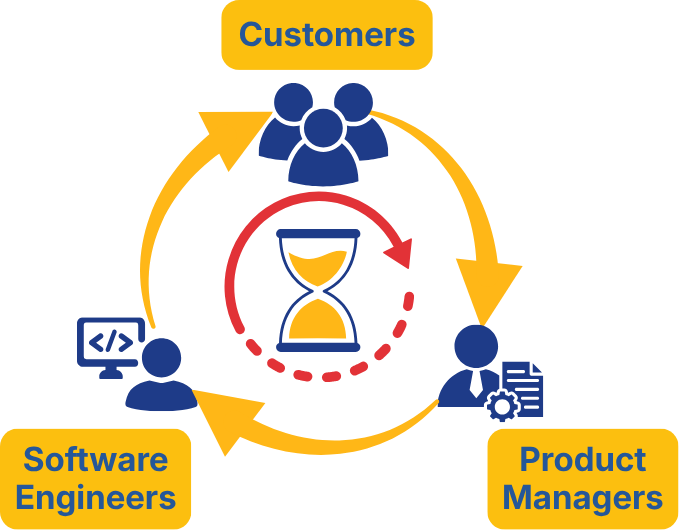 Customers
</>
Software
Engineers
Product
Managers